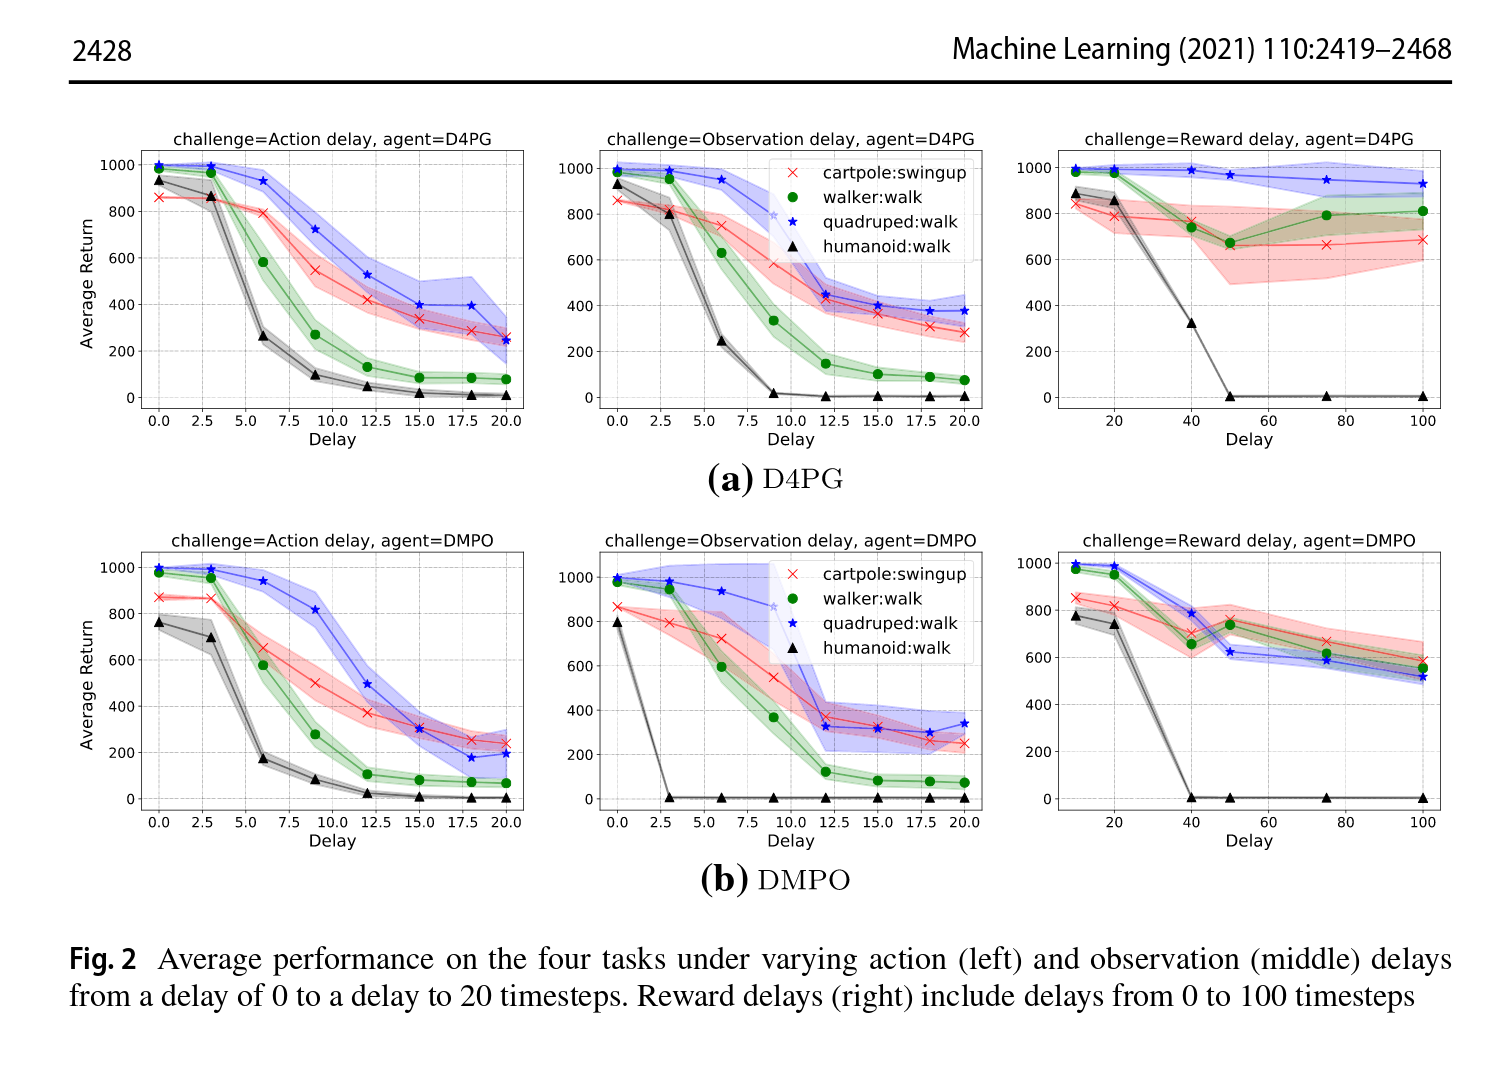 2428
Machine Learning (2021) 110:2419–2468
challenge=Action delay, agent=D4PG
1000
800
600
400
200
0
Average Return
0.0 2.5 5.0 7.5 10.0 12.5 15.0 17.5 20.0
Delay
challenge=Observation delay, agent=D4PG
cartpole:swingup
walker:walk
quadruped:walk
humanoid:walk
1000
800
600
400
200
0
0.0 2.5 5.0 7.5 10.0 12.5 15.0 17.5 20.0
Delay
challenge=Reward delay, agent=D4PG
1000
800
600
400
200
0
20 40 60 80 100
Delay
(a) D4PG
challenge=Action delay, agent=DMPO
1000
800
600
400
200
0
Average Return
0.0 2.5 5.0 7.5 10.0 12.5 15.0 17.5 20.0
Delay
challenge=Observation delay, agent=DMPO
cartpole:swingup
walker:walk
quadruped:walk
humanoid:walk
1000
800
600
400
200
0
0.0 2.5 5.0 7.5 10.0 12.5 15.0 17.5 20.0
Delay
challenge=Reward delay, agent=DMPO
1000
800
600
400
200
0
20 40 60 80 100
Delay
(b) DMPO
Fig. 2 Average performance on the four tasks under varying action (left) and observation (middle) delays
from a delay of 0 to a delay to 20 timesteps. Reward delays (right) include delays from 0 to 100 timesteps